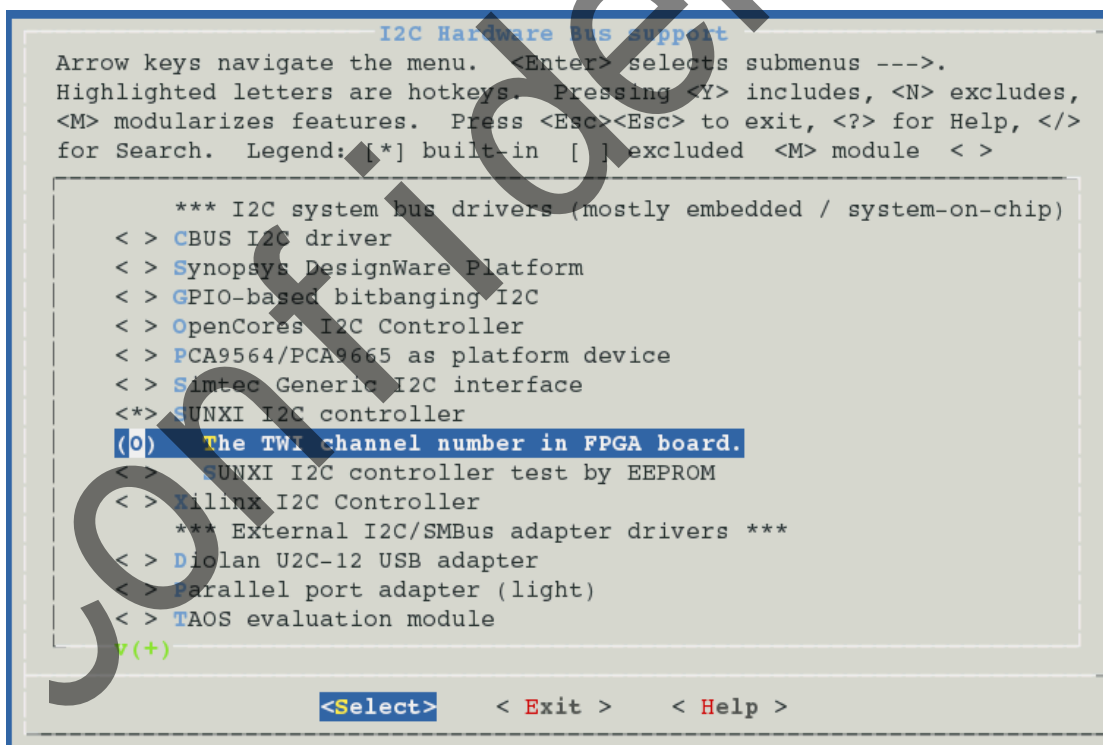 I2C Hardware Bus support
Arrow keys navigate the menu.  <Enter> selects submenus --->.
Highlighted letters are hotkeys.  Pressing <Y> includes, <N> excludes,
<M> modularizes features.  Press <Esc><Esc> to exit, <?> for Help, </>
for Search.  Legend: [*] built-in  [ ] excluded  <M> module  < >
*** I2C system bus drivers (mostly embedded / system-on-chip)
< > CBUS I2C driver
< > Synopsys DesignWare Platform
< > GPIO-based bitbanging I2C
< > OpenCores I2C Controller
< > PCA9564/PCA9665 as platform device
< > Simtec Generic I2C interface
<*> SUNXI I2C controller
(0)   The TWI channel number in FPGA board.
< >   SUNXI I2C controller test by EEPROM
< > Xilinx I2C Controller
*** External I2C/SMBus adapter drivers ***
< > Diolan U2C-12 USB adapter
< > Parallel port adapter (light)
< > TAOS evaluation module
v(+)
<Select>    < Exit >    < Help >
Confiden